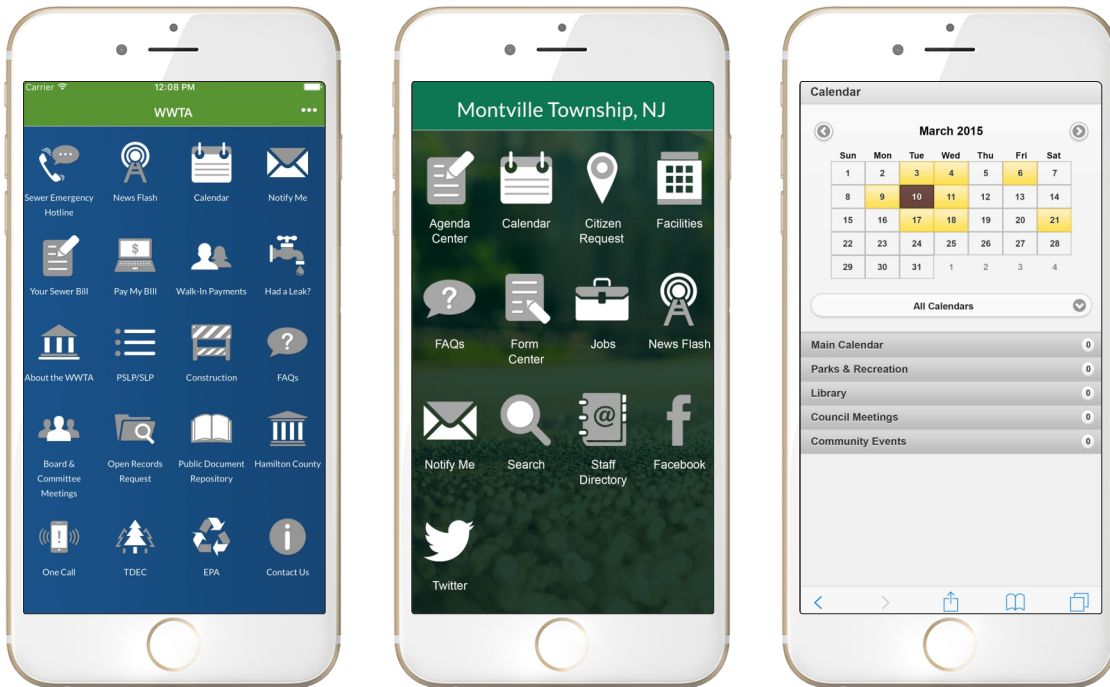 Carrier 12:08 PM
WWTA
Sewer Emergency
Hotline
News Flash
Calendar
Notify Me
$
Your Sewer Bill
Pay My BIll
Walk-In Payments
Had a Leak?
?
About the WWTA
PSLP/SLP
Construction
FAQs
Board &
Committee
Meetings
Open Records
Request
Public Document
Repository
Hamilton County
!
i
One Call
TDEC
EPA
Contact Us
Montville Township, NJ
Agenda
Center
Calendar
Citizen
Request
Facilities
?
FAQs
Form
Center
Jobs
News Flash
@
f
Notify Me
Search
Staff
Directory
Facebook
Twitter
Calendar
March 2015
Sun Mon Tue Wed Thu Fri Sat
1 2 3 4 5 6 7
8 9 10 11 12 13 14
15 16 17 18 19 20 21
22 23 24 25 26 27 28
29 30 31 1 2 3 4
All Calendars
Main Calendar 0
Parks & Recreation 0
Library 0
Council Meetings 0
Community Events 0